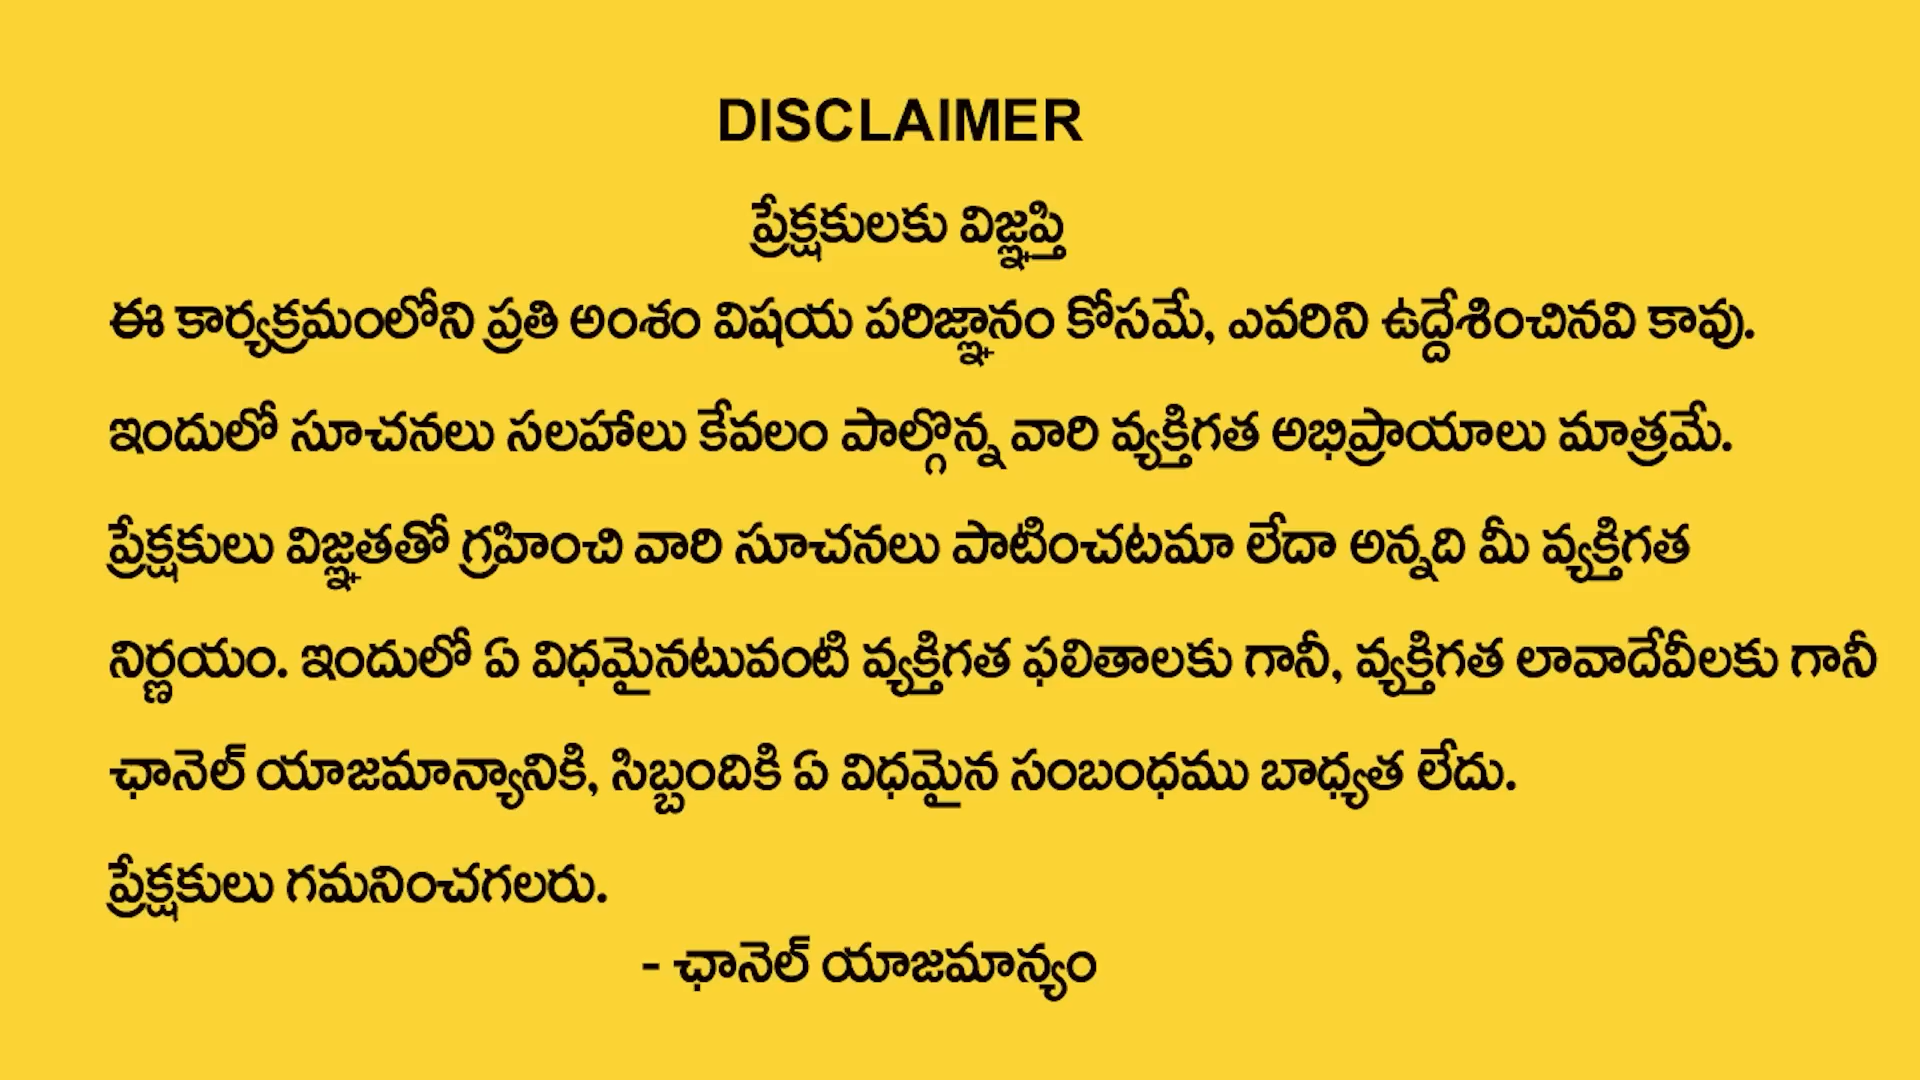 DISCLAIMER
ప్రేక్షకులకు విజ్ఞప్తి
ఈ కార్యక్రమంలోని ప్రతి అంశం విషయ పరిజ్ఞానం కోసమే, ఎవరిని ఉద్దేశించినవి కావు.
ఇందులో సూచనలు సలహాలు కేవలం పాల్గొన్న వారి వ్యక్తిగత అభిప్రాయాలు మాత్రమే.
ప్రేక్షకులు విజ్ఞతతో గ్రహించి వారి సూచనలు పాటించటమా లేదా అన్నది మీ వ్యక్తిగత
నిర్ణయం. ఇందులో ఏ విధమైనటువంటి వ్యక్తిగత ఫలితాలకు గానీ, వ్యక్తిగత లావాదేవీలకు గానీ
ఛానెల్ యాజమాన్యానికి, సిబ్బందికి ఏ విధమైన సంబంధము బాధ్యత లేదు.
ప్రేక్షకులు గమనించగలరు.
- ఛానెల్ యాజమాన్యం